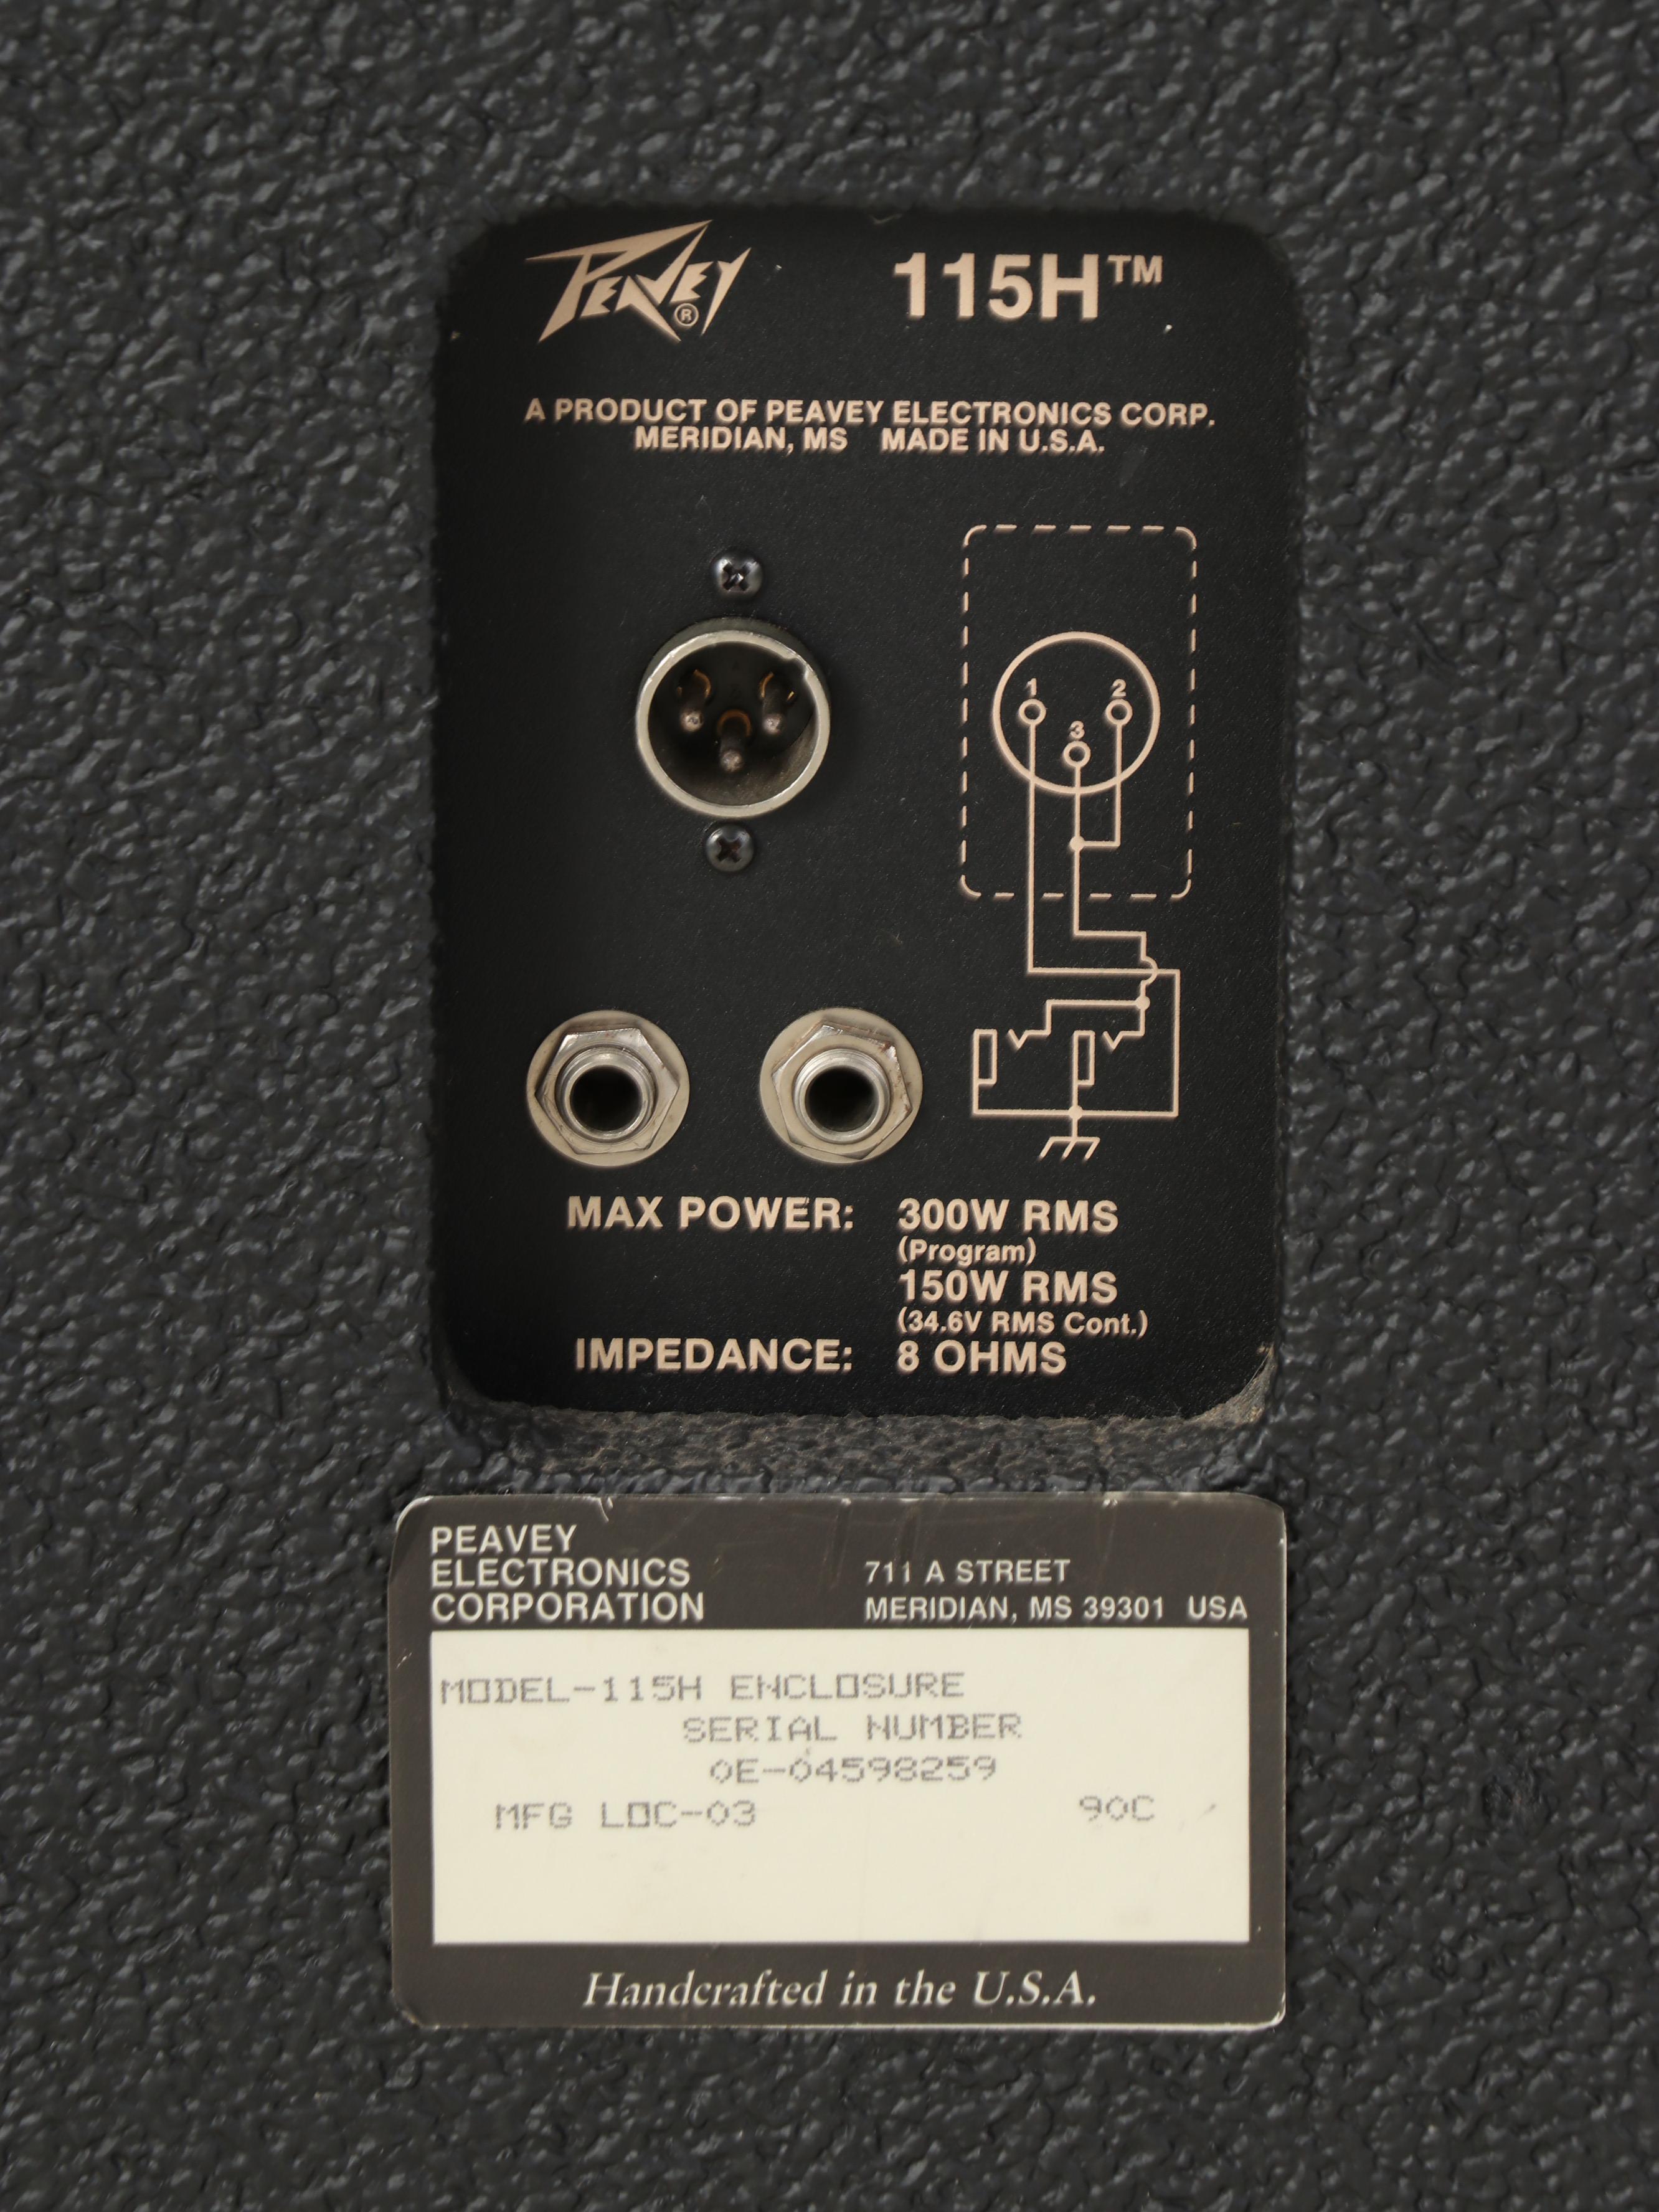 PEAVEY® 115H™
A PRODUCT OF PEAVEY ELECTRONICS CORP.
MERIDIAN, MS MADE IN U.S.A.
1 2
3
MAX POWER: 300W RMS
(Program)
150W RMS
(34.6V RMS Cont.)
IMPEDANCE: 8 OHMS
PEAVEY
ELECTRONICS
CORPORATION
711 A STREET
MERIDIAN, MS 39301 USA
MODEL-115H ENCLOSURE
SERIAL NUMBER
0E-04598259
MFG LOC-03 90C
Handcrafted in the U.S.A.